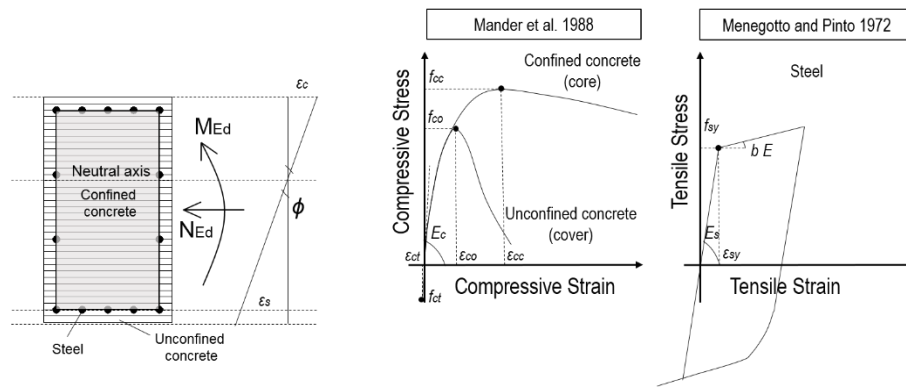 εc
MEd
Neutral axis
Confined
concrete
NEd
ϕ
εs
Steel
Unconfined
concrete
Mander et al. 1988
Compressive Stress
fcc
fco
Confined concrete
(core)
Unconfined concrete
(cover)
Ec
εct
εco
εcc
fct
Compressive Strain
Menegotto and Pinto 1972
Steel
Tensile Stress
fsy
b E
Es
εsy
Tensile Strain